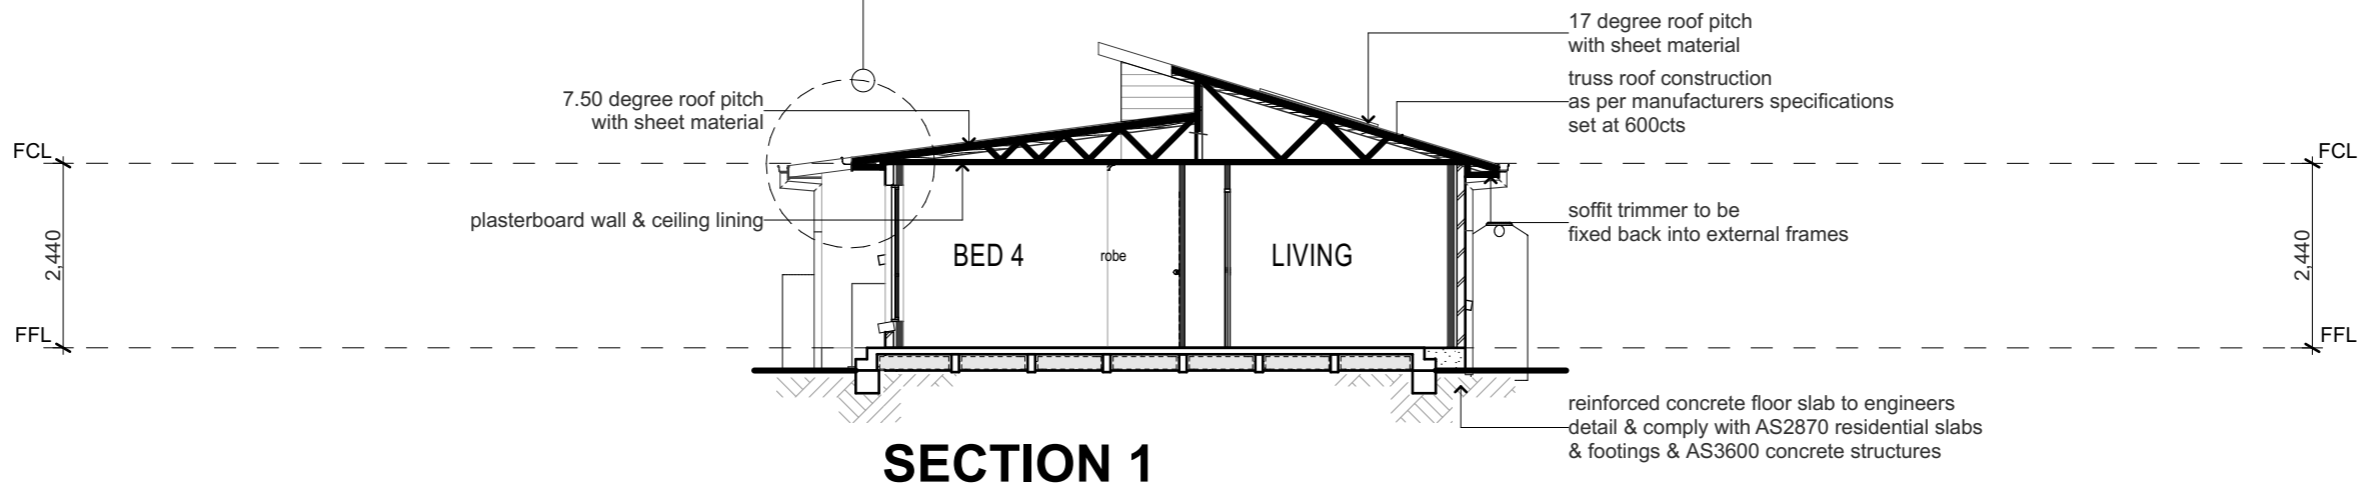 17 degree roof pitch
with sheet material
truss roof construction
as per manufacturers specifications
set at 600cts
7.50 degree roof pitch
with sheet material
FCL
FCL
plasterboard wall & ceiling lining
soffit trimmer to be
fixed back into external frames
2,440
BED 4
robe
LIVING
2,440
FFL
FFL
reinforced concrete floor slab to engineers
detail & comply with AS2870 residential slabs
& footings & AS3600 concrete structures
SECTION 1